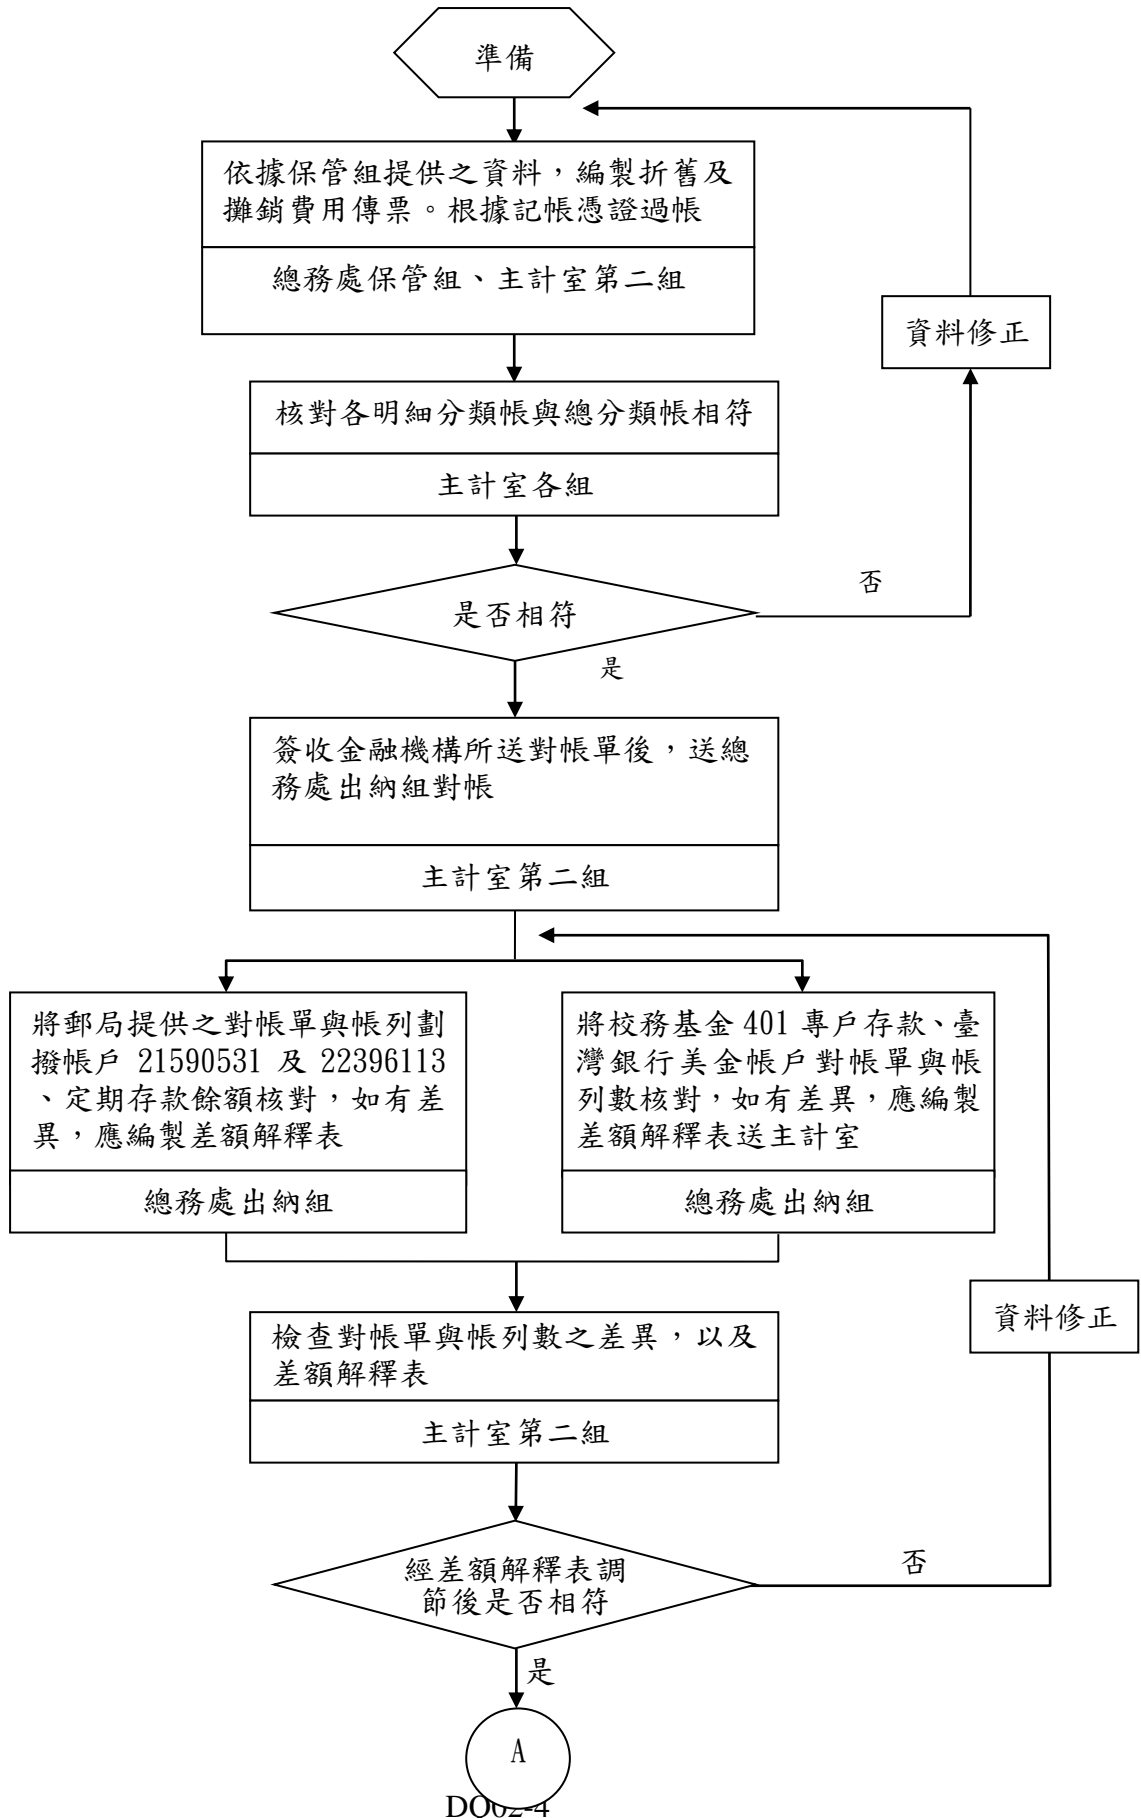 準備
依據保管組提供之資料，編製折舊及
攤銷費用傳票。根據記帳憑證過帳
總務處保管組、主計室第二組
資料修正
核對各明細分類帳與總分類帳相符
主計室各組
是否相符
否
是
簽收金融機構所送對帳單後，送總
務處出納組對帳
主計室第二組
將郵局提供之對帳單與帳列劃
撥帳戶 21590531 及 22396113
、定期存款餘額核對，如有差
異，應編製差額解釋表
總務處出納組
將校務基金 401 專戶存款、臺
灣銀行美金帳戶對帳單與帳
列數核對，如有差異，應編製
差額解釋表送主計室
總務處出納組
資料修正
檢查對帳單與帳列數之差異，以及
差額解釋表
主計室第二組
經差額解釋表調
節後是否相符
否
是
A
DO02-4